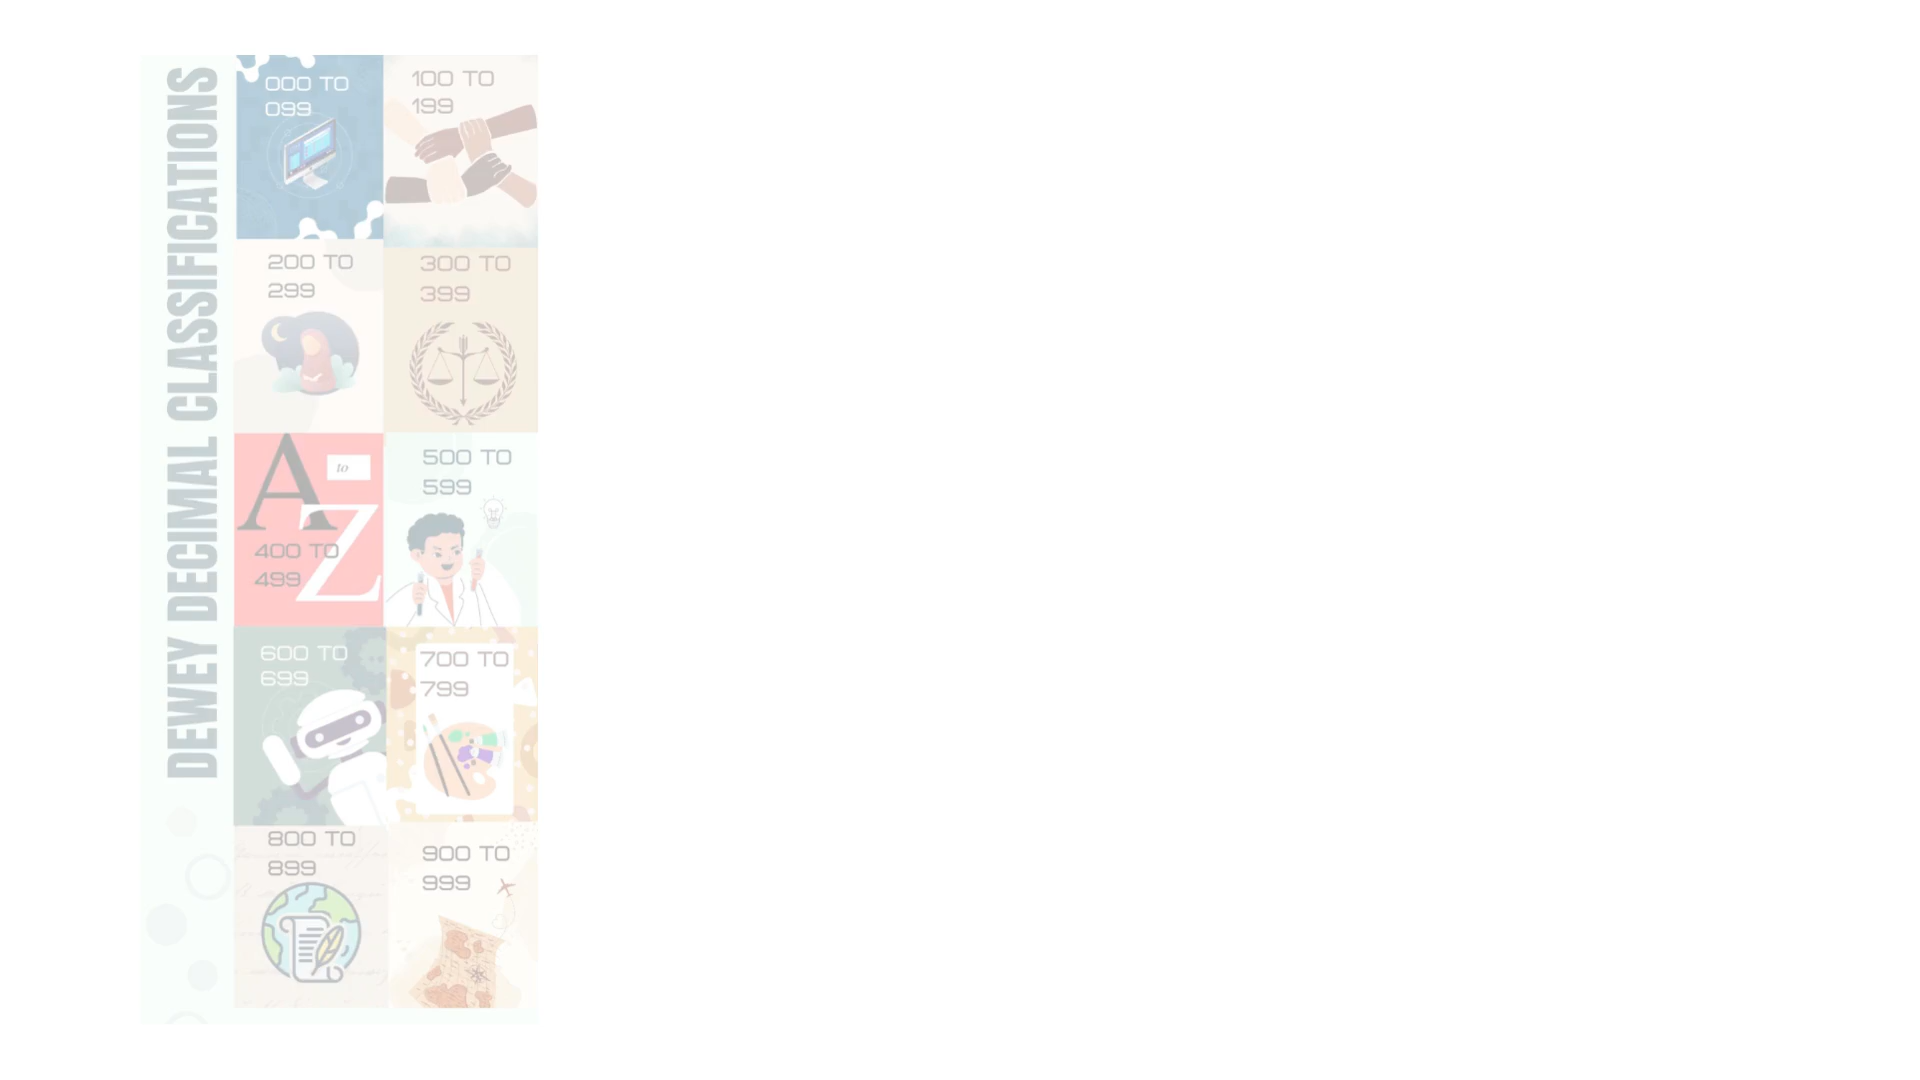 DEWEY DECIMAL CLASSIFICATIONS
000 TO
099
100 TO
199
200 TO
299
300 TO
399
A
to
Z
400 TO
499
500 TO
599
600 TO
699
700 TO
799
800 TO
899
900 TO
999